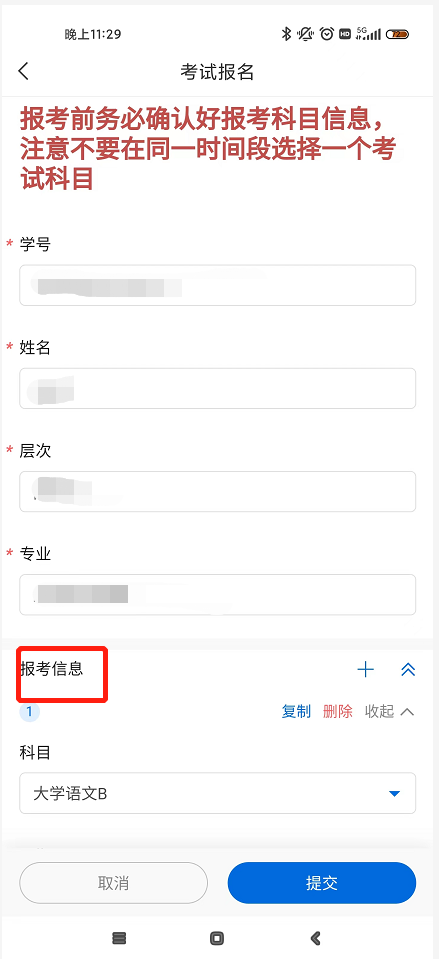 晚上11:29
HD 5G 72
考试报名
报考前务必确认好报考科目信息，
注意不要在同一时间段选择一个考
试科目
* 学号
* 姓名
* 层次
* 专业
报考信息
1 复制 删除 收起
科目
大学语文B
取消 提交